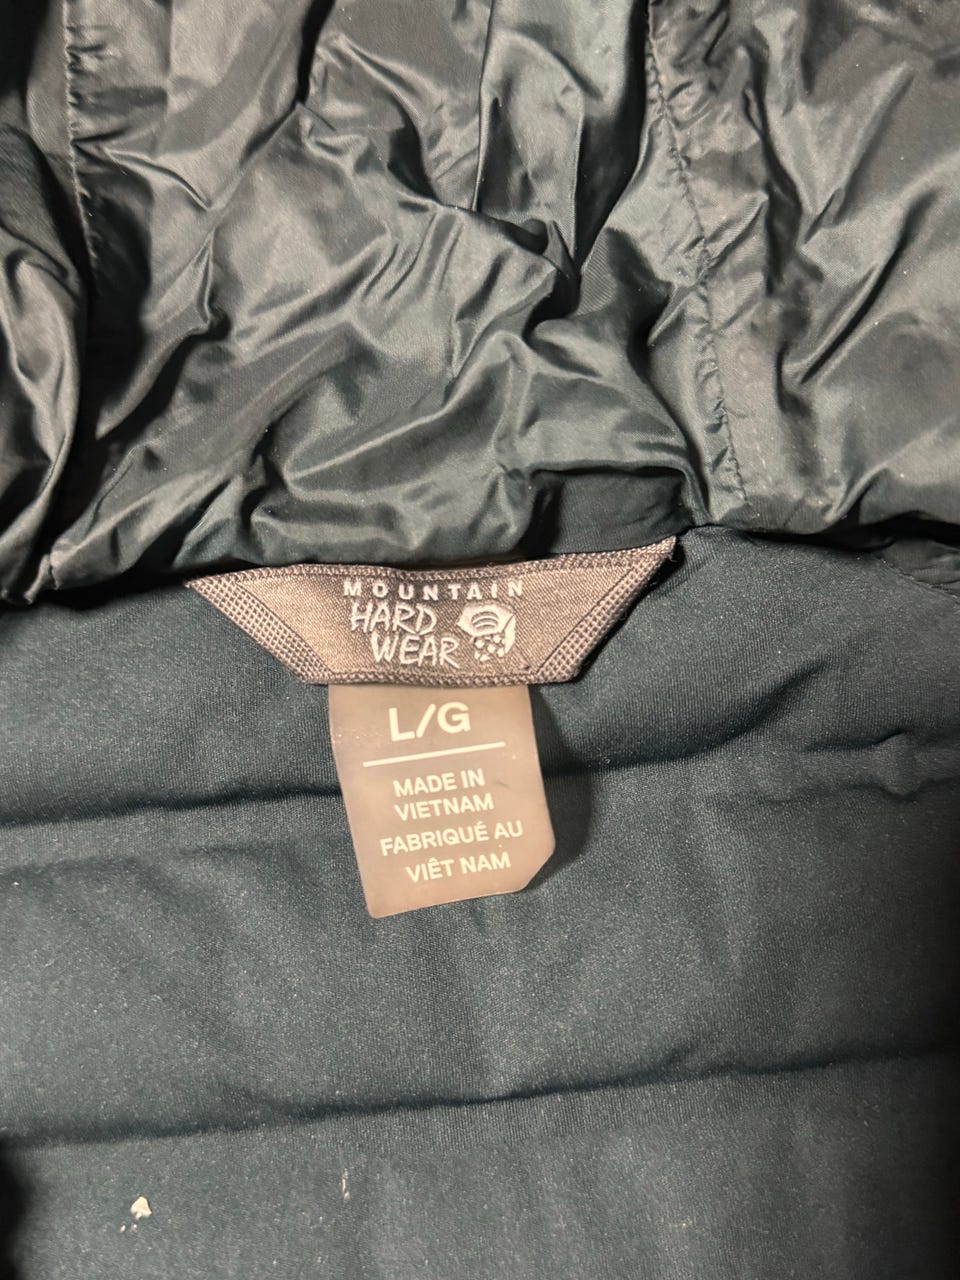 MOUNTAIN
HARD
WEAR
L/G
MADE IN
VIETNAM
FABRIQUÉ AU
VIÊT NAM